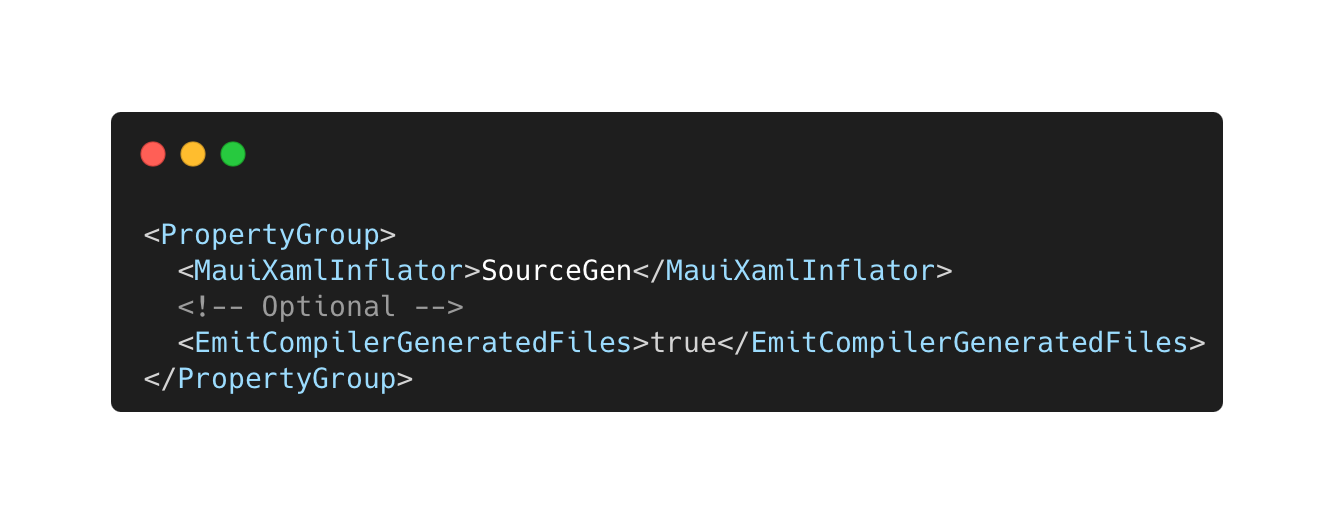 <PropertyGroup>
  <MauiXamlInflator>SourceGen</MauiXamlInflator>
  <!-- Optional -->
  <EmitCompilerGeneratedFiles>true</EmitCompilerGeneratedFiles>
</PropertyGroup>